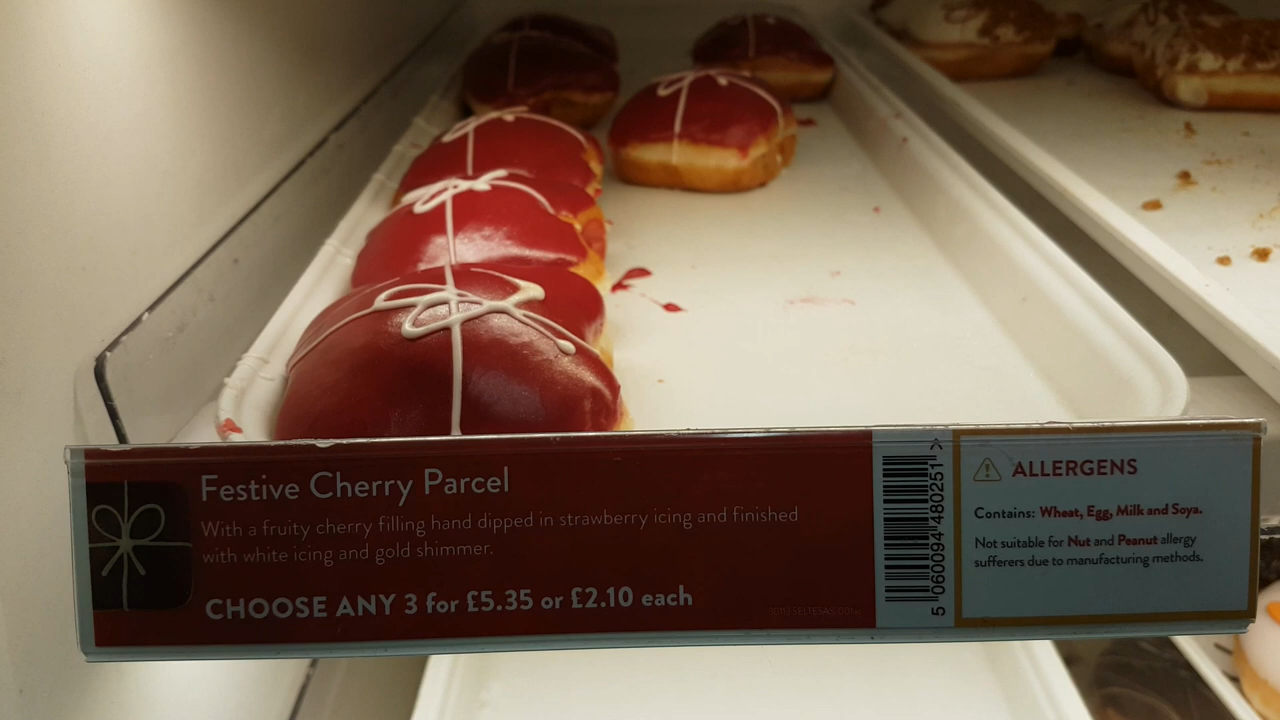 Festive Cherry Parcel
With a fruity cherry filling hand dipped in strawberry icing and finished
with white icing and gold shimmer.
CHOOSE ANY 3 for £5.35 or £2.10 each
5 060094 480251 >
ALLERGENS
Contains: Wheat, Egg, Milk and Soya.
Not suitable for Nut and Peanut allergy
sufferers due to manufacturing methods.